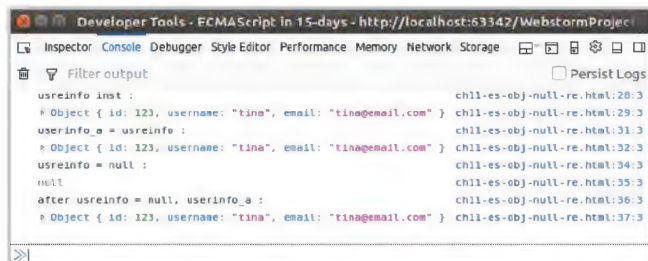 Developer Tools - ECMAScript in 15-days - http://localhost:63342/WebstormProject
Inspector Console Debugger Style Editor Performance Memory Network Storage
Filter output Persist Logs
usreinfo inst : ch11-es-obj-null-re.html:28:3
Object { id: 123, username: "tina", email: "tina@email.com" } ch11-es-obj-null-re.html:29:3
userinfo_a = usreinfo : ch11-es-obj-null-re.html:31:3
Object { id: 123, username: "tina", email: "tina@email.com" } ch11-es-obj-null-re.html:32:3
usreinfo = null : ch11-es-obj-null-re.html:34:3
null ch11-es-obj-null-re.html:35:3
after usreinfo = null, userinfo_a : ch11-es-obj-null-re.html:36:3
Object { id: 123, username: "tina", email: "tina@email.com" } ch11-es-obj-null-re.html:37:3